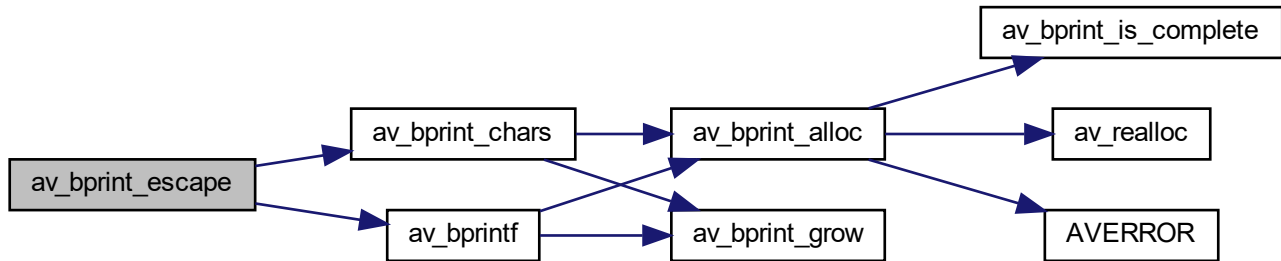 av_bprint_is_complete
av_bprint_chars
av_bprint_alloc
av_realloc
av_bprint_escape
av_bprintf
av_bprint_grow
AVERROR